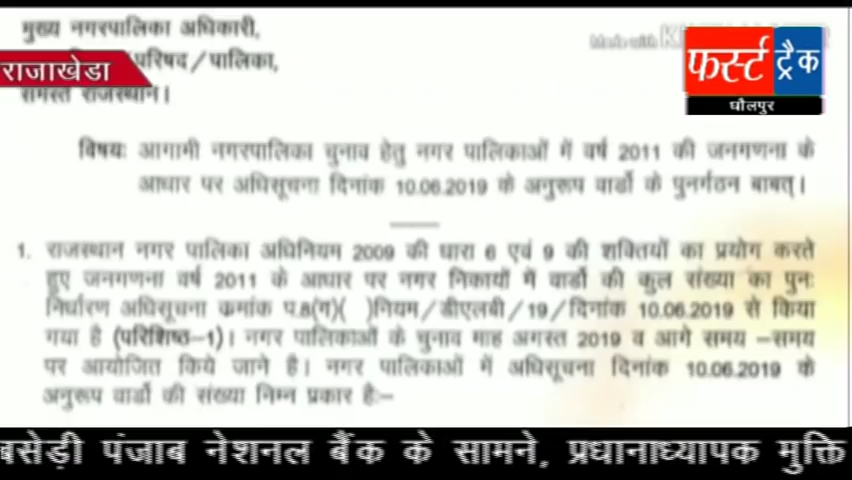 मुख्य नगरपालिका अधिकारी,
परिषद/पालिका,
राजाखेडा
समस्त राजस्थान।
Made with
फर्स्ट ट्रैक
धौलपुर
विषयः आगामी नगरपालिका चुनाव हेतु नगर पालिकाओं में वर्ष 2011 की जनगणना के
आधार पर अधिसूचना दिनांक 10.06.2019 के अनुरूप वार्डो के पुनर्गठन बाबत्।
1. राजस्थान नगर पालिका अधिनियम 2009 की धारा 6 एवं 9 की शक्तियों का प्रयोग करते
हुए जनगणना वर्ष 2011 के आधार पर नगर निकायों में वार्डो की कुल संख्या का पुनः
निर्धारण अधिसूचना क्रमांक प.8(ग)( )नियम/डीएलबी/19/दिनांक 10.06.2019 से किया
गया है (परिशिष्ठ-1)। नगर पालिकाओं के चुनाव माह अगस्त 2019 व आगे समय -समय
पर आयोजित किये जाने है। नगर पालिकाओं में अधिसूचना दिनांक 10.06.2019 के
अनुरूप वार्डो की संख्या निम्न प्रकार हैः-
बसेड़ी पंजाब नेशनल बैंक के सामने, प्रधानाध्यापक मुक्ति